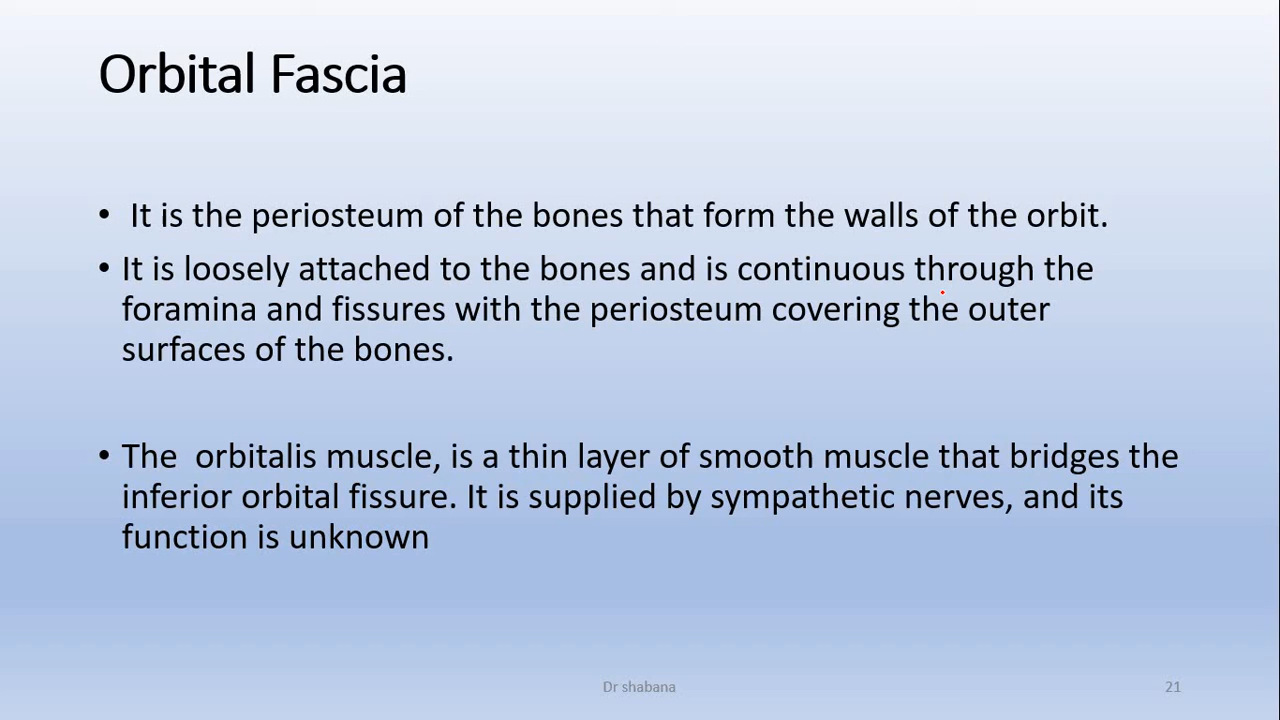 Orbital Fascia
• It is the periosteum of the bones that form the walls of the orbit.
• It is loosely attached to the bones and is continuous through the
foramina and fissures with the periosteum covering the outer
surfaces of the bones.
• The  orbitalis muscle, is a thin layer of smooth muscle that bridges the
inferior orbital fissure. It is supplied by sympathetic nerves, and its
function is unknown
Dr shabana
21